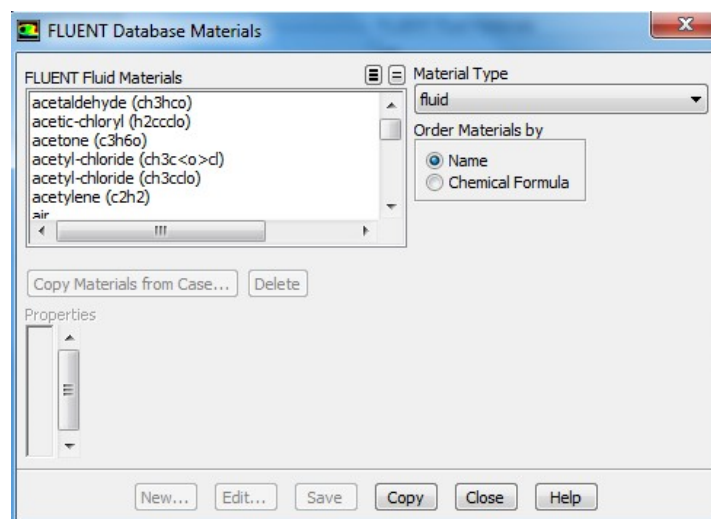 FLUENT Database Materials
FLUENT Fluid Materials
acetaldehyde (ch3hco)
acetic-chloryl (h2ccclo)
acetone (c3h6o)
acetyl-chloride (ch3c<o>cl)
acetyl-chloride (ch3cclo)
acetylene (c2h2)
air
Material Type
fluid
Order Materials by
Name
Chemical Formula
Copy Materials from Case... Delete
Properties
New... Edit... Save Copy Close Help